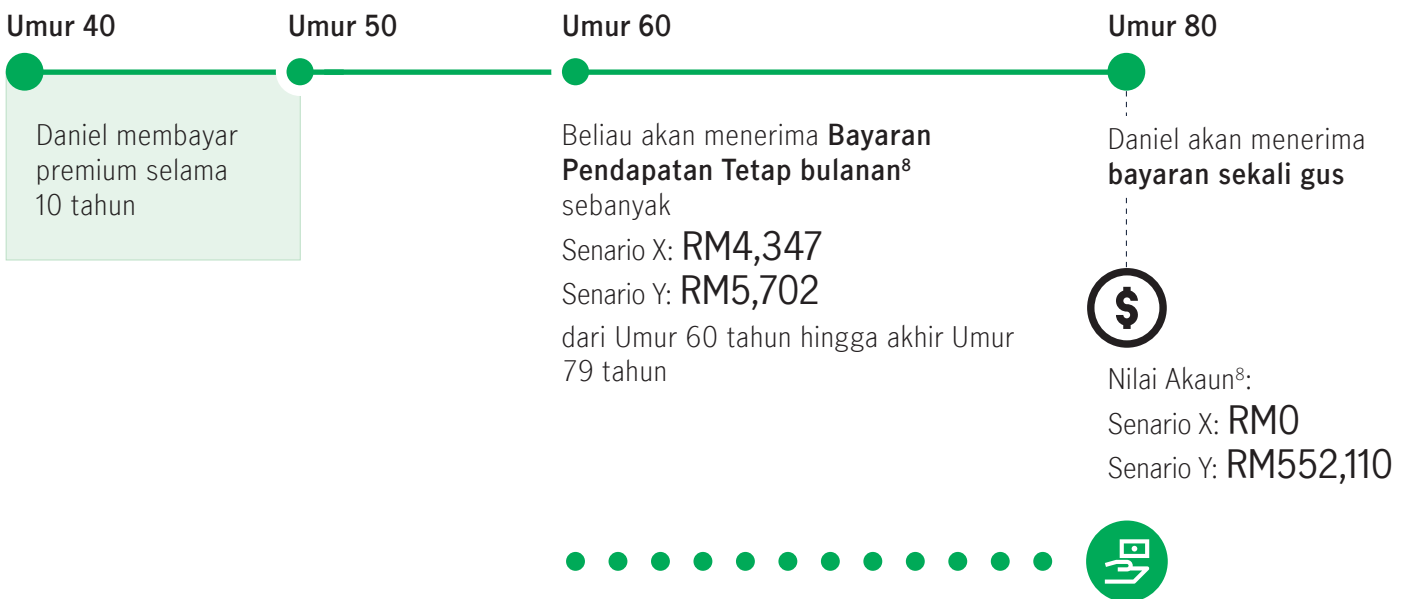 Umur 40
Umur 50
Umur 60
Umur 80
Daniel membayar
premium selama
10 tahun
Beliau akan menerima Bayaran
Pendapatan Tetap bulanan⁸
sebanyak
Senario X: RM4,347
Senario Y: RM5,702
dari Umur 60 tahun hingga akhir Umur
79 tahun
Daniel akan menerima
bayaran sekali gus
$
Nilai Akaun⁸:
Senario X: RM0
Senario Y: RM552,110